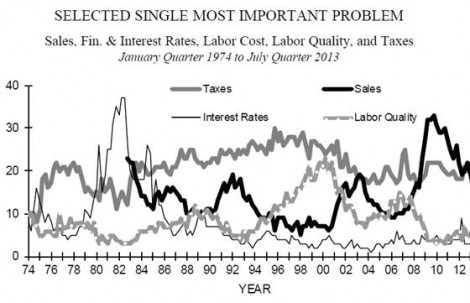 SELECTED SINGLE MOST IMPORTANT PROBLEM
Sales, Fin. & Interest Rates, Labor Cost, Labor Quality, and Taxes
January Quarter 1974 to July Quarter 2013
Taxes
Sales
Interest Rates
Labor Quality
40
30
20
10
0
74 76 78 80 82 84 86 88 90 92 94 96 98 00 02 04 06 08 10 12
YEAR